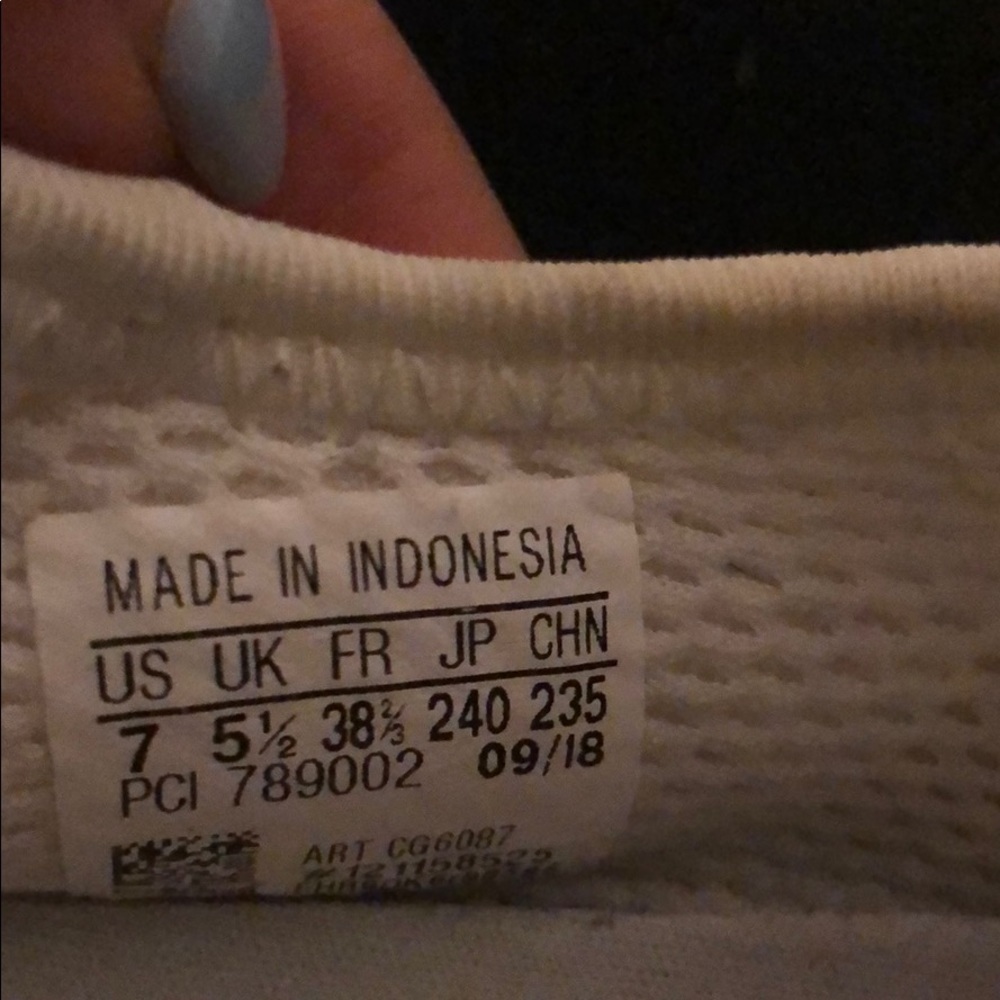 MADE IN INDONESIA
US UK FR JP CHN
7 5½ 38⅔ 240 235
PCI 789002 09/18
ART CG6087